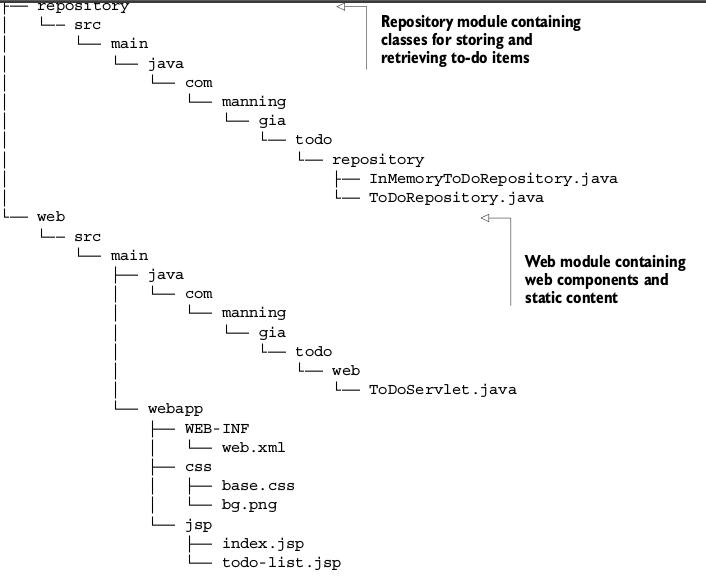 ├── repository
Repository module containing
classes for storing and
retrieving to-do items
│   └── src
│       └── main
│           └── java
│               └── com
│                   └── manning
│                       └── gia
│                           └── todo
│                               └── repository
│                                   ├── InMemoryToDoRepository.java
│                                   └── ToDoRepository.java
└── web
Web module containing
web components and
static content
    └── src
        └── main
            ├── java
            │   └── com
            │       └── manning
            │           └── gia
            │               └── todo
            │                   └── web
            │                       └── ToDoServlet.java
            └── webapp
                ├── WEB-INF
                │   └── web.xml
                ├── css
                │   ├── base.css
                │   └── bg.png
                └── jsp
                    ├── index.jsp
                    └── todo-list.jsp